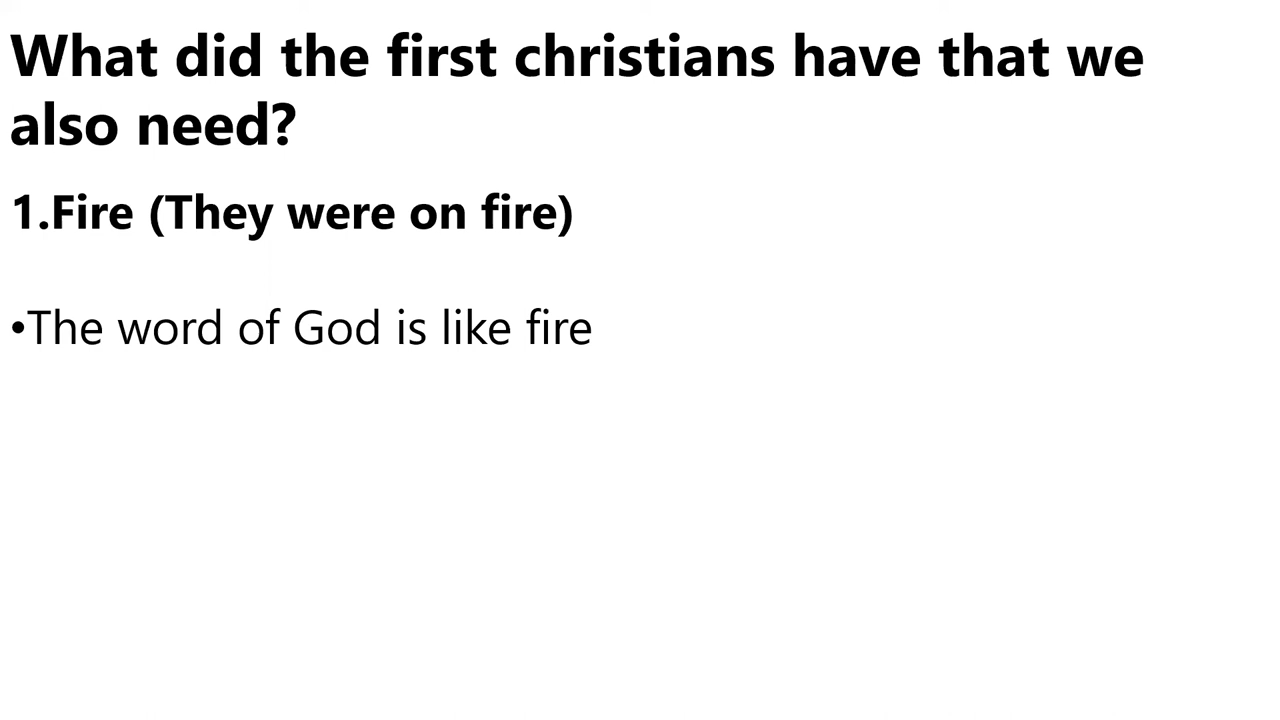 What did the first christians have that we
also need?
1.Fire (They were on fire)
•The word of God is like fire